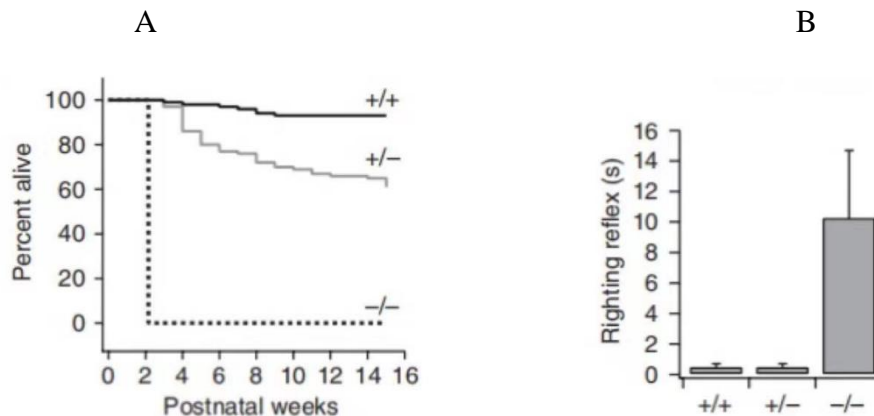 A
B
100
80
60
40
20
0
Percent alive
+/+
+/−
−/−
0 2 4 6 8 10 12 14 16
Postnatal weeks
16
14
12
10
8
6
4
2
0
Righting reflex (s)
+/+ +/− −/−